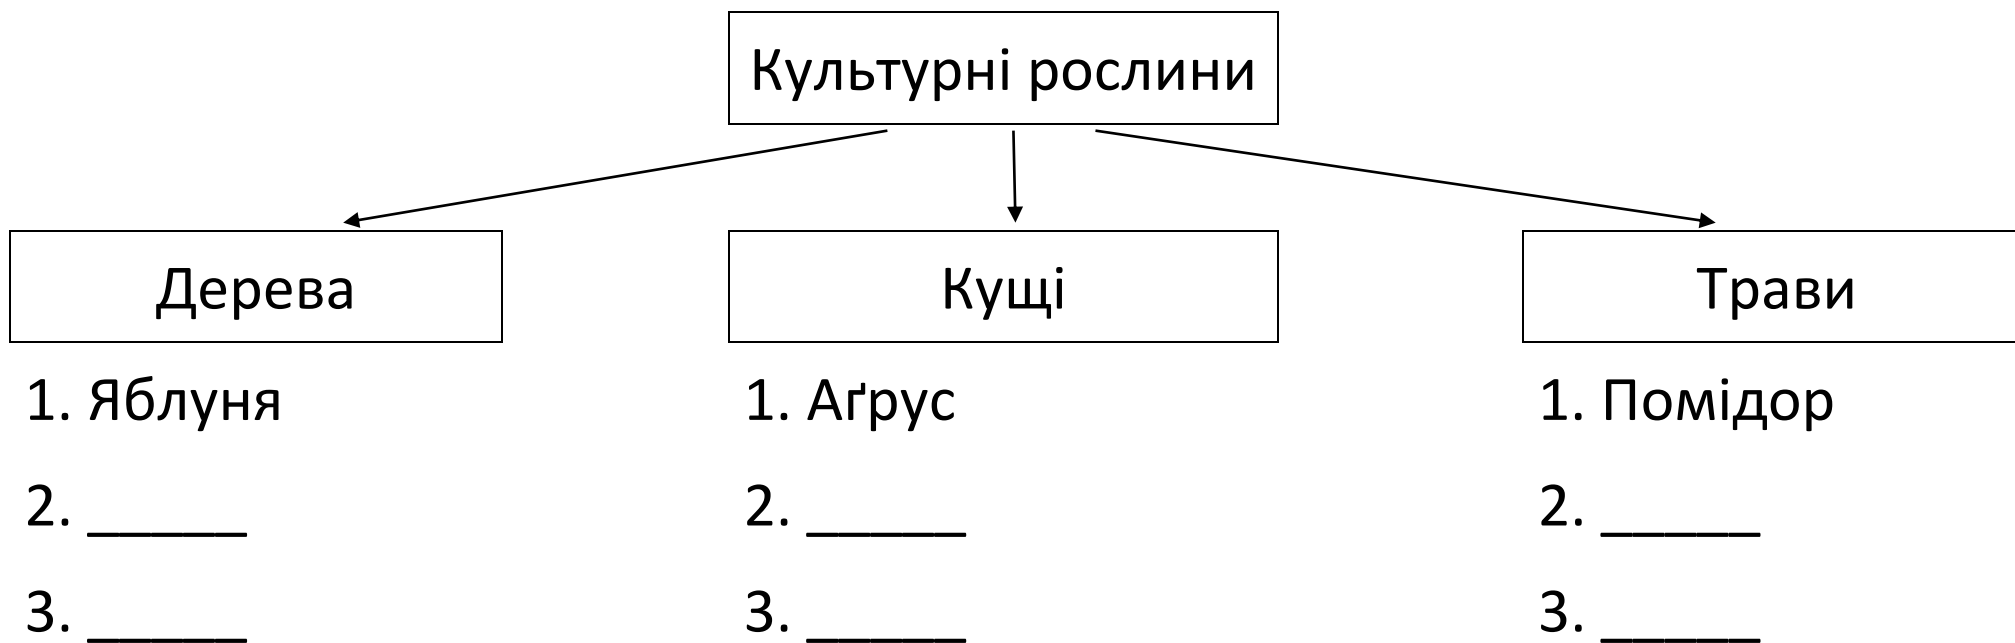 Культурні рослини
Дерева
Кущі
Трави
1. Яблуня
1. Аґрус
1. Помідор
2. _____
2. _____
2. _____
3. _____
3. _____
3. _____